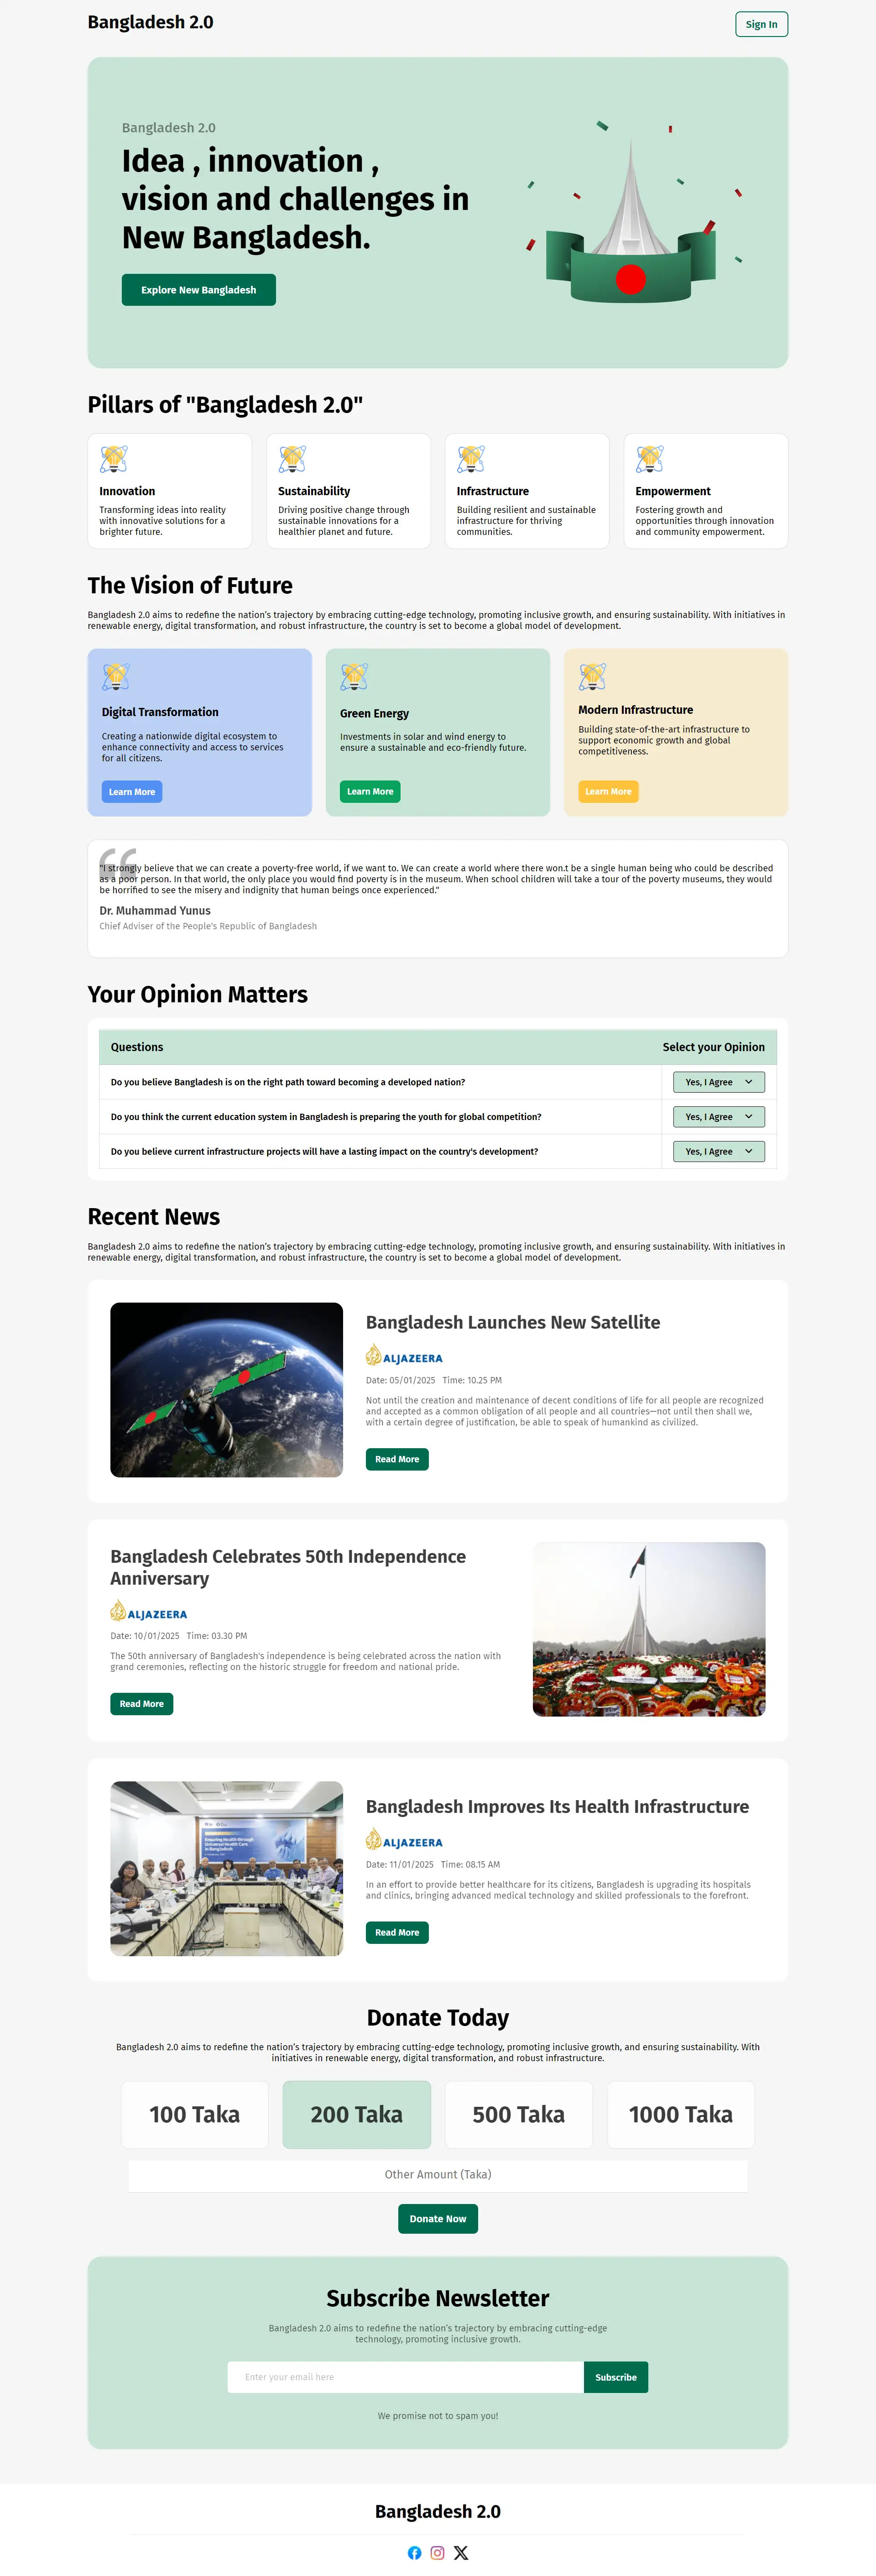 Bangladesh 2.0
Sign In
Bangladesh 2.0
Idea , innovation ,
vision and challenges in
New Bangladesh.
Explore New Bangladesh
Pillars of "Bangladesh 2.0"
Innovation
Transforming ideas into reality
with innovative solutions for a
brighter future.
Sustainability
Driving positive change through
sustainable innovations for a
healthier planet and future.
Infrastructure
Building resilient and sustainable
infrastructure for thriving
communities.
Empowerment
Fostering growth and
opportunities through innovation
and community empowerment.
The Vision of Future
Bangladesh 2.0 aims to redefine the nation's trajectory by embracing cutting-edge technology, promoting inclusive growth, and ensuring sustainability. With initiatives in
renewable energy, digital transformation, and robust infrastructure, the country is set to become a global model of development.
Digital Transformation
Creating a nationwide digital ecosystem to
enhance connectivity and access to services
for all citizens.
Learn More
Green Energy
Investments in solar and wind energy to
ensure a sustainable and eco-friendly future.
Learn More
Modern Infrastructure
Building state-of-the-art infrastructure to
support economic growth and global
competitiveness.
Learn More
"I strongly believe that we can create a poverty-free world, if we want to. We can create a world where there won.t be a single human being who could be described
as a poor person. In that world, the only place you would find poverty is in the museum. When school children will take a tour of the poverty museums, they would
be horrified to see the misery and indignity that human beings once experienced."
Dr. Muhammad Yunus
Chief Adviser of the People's Republic of Bangladesh
Your Opinion Matters
Questions
Select your Opinion
Do you believe Bangladesh is on the right path toward becoming a developed nation?
Yes, I Agree
Do you think the current education system in Bangladesh is preparing the youth for global competition?
Yes, I Agree
Do you believe current infrastructure projects will have a lasting impact on the country's development?
Yes, I Agree
Recent News
Bangladesh 2.0 aims to redefine the nation's trajectory by embracing cutting-edge technology, promoting inclusive growth, and ensuring sustainability. With initiatives in
renewable energy, digital transformation, and robust infrastructure, the country is set to become a global model of development.
Bangladesh Launches New Satellite
ALJAZEERA
Date: 05/01/2025 Time: 10.25 PM
Not until the creation and maintenance of decent conditions of life for all people are recognized
and accepted as a common obligation of all people and all countries—not until then shall we,
with a certain degree of justification, be able to speak of humankind as civilized.
Read More
Bangladesh Celebrates 50th Independence
Anniversary
ALJAZEERA
Date: 10/01/2025 Time: 03.30 PM
The 50th anniversary of Bangladesh's independence is being celebrated across the nation with
grand ceremonies, reflecting on the historic struggle for freedom and national pride.
Read More
Ensuring Health through
Universal Health Care
in Bangladesh
Bangladesh Improves Its Health Infrastructure
ALJAZEERA
Date: 11/01/2025 Time: 08.15 AM
In an effort to provide better healthcare for its citizens, Bangladesh is upgrading its hospitals
and clinics, bringing advanced medical technology and skilled professionals to the forefront.
Read More
Donate Today
Bangladesh 2.0 aims to redefine the nation's trajectory by embracing cutting-edge technology, promoting inclusive growth, and ensuring sustainability. With
initiatives in renewable energy, digital transformation, and robust infrastructure.
100 Taka
200 Taka
500 Taka
1000 Taka
Other Amount (Taka)
Donate Now
Subscribe Newsletter
Bangladesh 2.0 aims to redefine the nation's trajectory by embracing cutting-edge
technology, promoting inclusive growth.
Enter your email here
Subscribe
We promise not to spam you!
Bangladesh 2.0